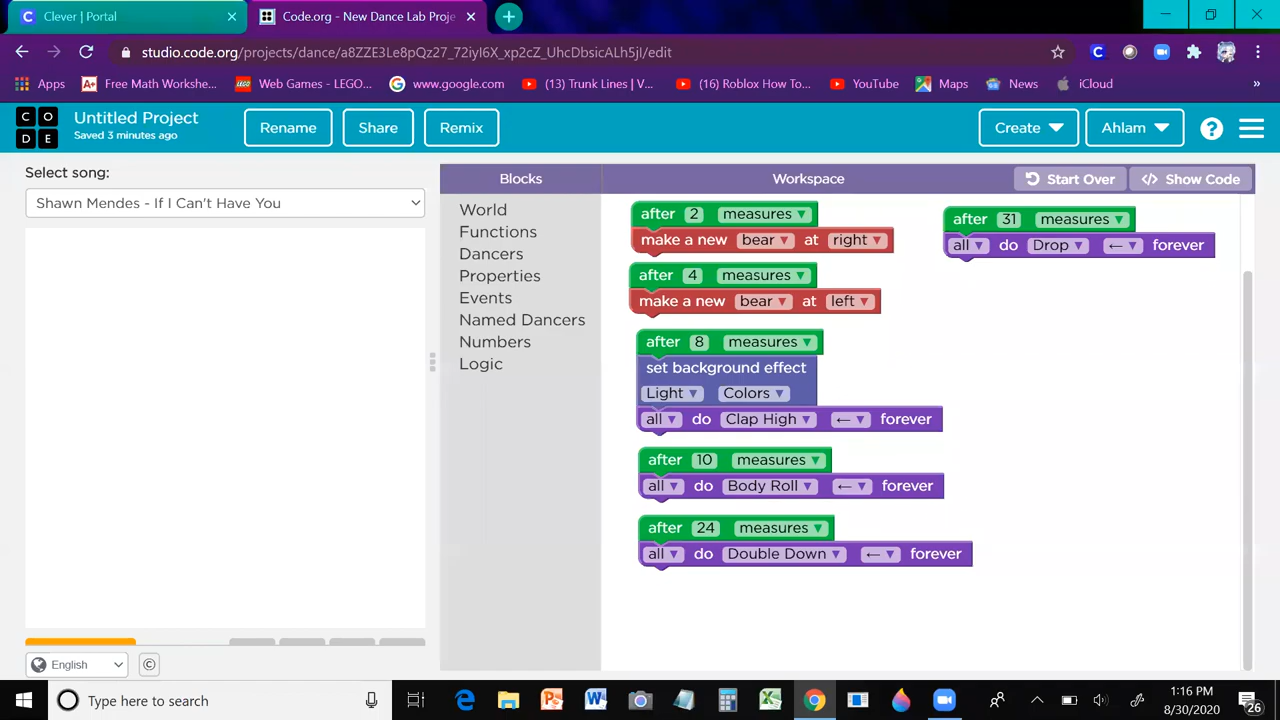 Clever | Portal
Code.org - New Dance Lab Proje
studio.code.org/projects/dance/a8ZZE3Le8pQz27_72iyI6X_xp2cZ_UhcDbsicALh5jI/edit
Apps
Free Math Workshe...
Web Games - LEGO...
www.google.com
(13) Trunk Lines | V...
(16) Roblox How To...
YouTube
Maps
News
iCloud
»
C O
D E
Untitled Project
Saved 3 minutes ago
Rename
Share
Remix
Create
Ahlam
?
Select song:
Shawn Mendes - If I Can't Have You
Blocks
Workspace
Start Over
</> Show Code
World
Functions
Dancers
Properties
Events
Named Dancers
Numbers
Logic
after 2 measures
make a new bear at right
after 4 measures
make a new bear at left
after 8 measures
set background effect
Light Colors
all do Clap High ← forever
after 10 measures
all do Body Roll ← forever
after 24 measures
all do Double Down ← forever
after 31 measures
all do Drop ← forever
English
©
Type here to search
1:16 PM
8/30/2020
26